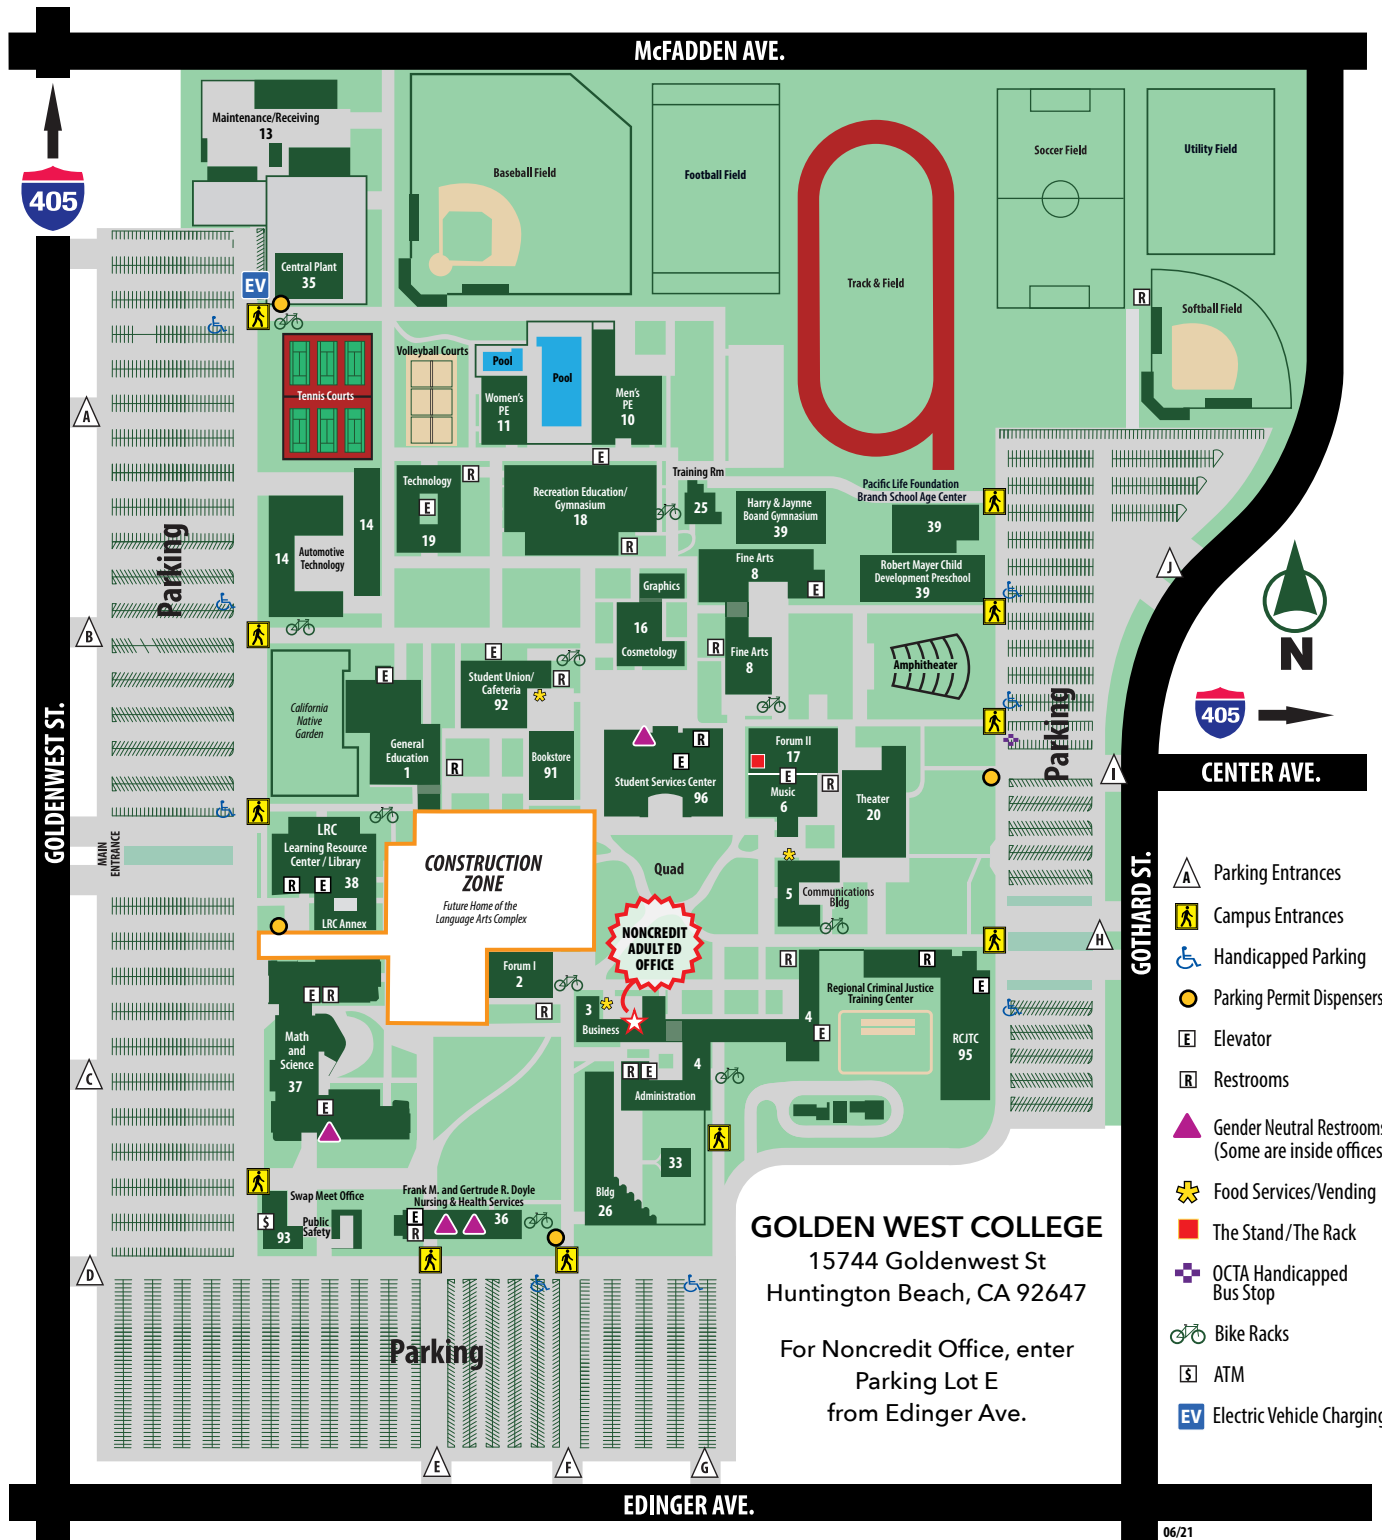 McFADDEN AVE.
405
GOLDENWEST ST.
Maintenance/Receiving
13
Baseball Field
Football Field
Track & Field
Soccer Field
Utility Field
Softball Field
R
Central Plant
35
EV
Tennis Courts
Volleyball Courts
Pool
Pool
Women's
PE
11
Men's
PE
10
A
E
R
Technology
E
19
Recreation Education/
Gymnasium
18
R
Training Rm
25
Harry & Jaynne
Board Gymnasium
39
Pacific Life Foundation
Branch School Age Center
39
Parking
14
14
Automotive
Technology
Fine Arts
8
E
Robert Mayer Child
Development Preschool
39
J
N
Graphics
16
Cosmetology
R
Fine Arts
8
Amphitheater
B
E
Student Union/
Cafeteria
92
R
E
California
Native
Garden
General
Education
1
R
Bookstore
91
R
E
Student Services Center
96
Forum II
17
E
Music
6
R
Theater
20
Parking
I
405
CENTER AVE.
MAIN
ENTRANCE
LRC
Learning Resource
Center / Library
R
E
38
LRC Annex
CONSTRUCTION
ZONE
Future Home of the
Language Arts Complex
Quad
NONCREDIT
ADULT ED
OFFICE
5
Communications
Bldg
H
GOTHARD ST.
Forum I
2
R
3
Business
R
R
Regional Criminal Justice
Training Center
E
4
E
RCJTC
95
E
R
Math
and
Science
37
E
C
4
R
E
Administration
33
Bldg
26
Swap Meet Office
$
93
Public
Safety
Frank M. and Gertrude R. Doyle
Nursing & Health Services
E
R
36
D
Parking
E
F
G
EDINGER AVE.
GOLDEN WEST COLLEGE
15744 Goldenwest St
Huntington Beach, CA 92647
For Noncredit Office, enter
Parking Lot E
from Edinger Ave.
A Parking Entrances
Campus Entrances
Handicapped Parking
Parking Permit Dispensers
E Elevator
R Restrooms
Gender Neutral Restrooms
(Some are inside offices
Food Services/Vending
The Stand/The Rack
OCTA Handicapped
Bus Stop
Bike Racks
$ ATM
EV Electric Vehicle Charging
06/21